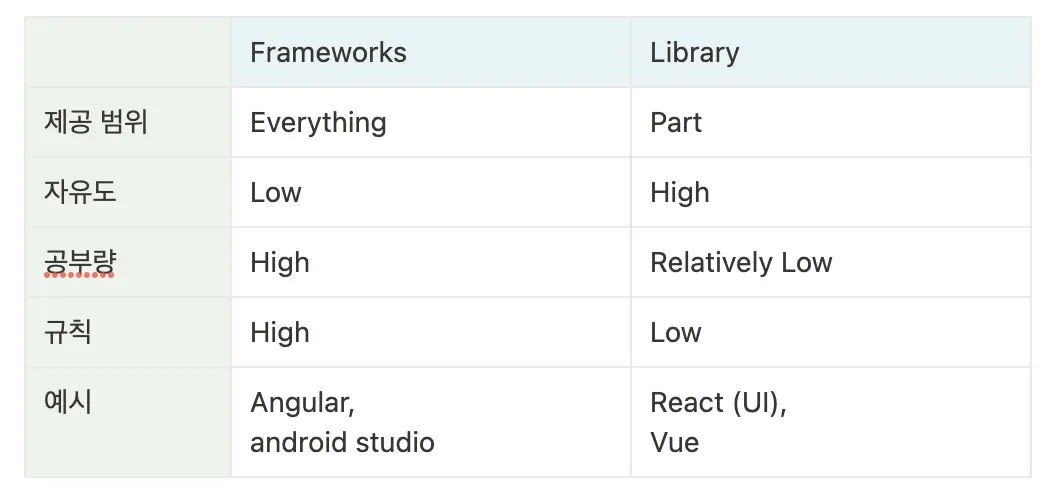 Frameworks Library
제공 범위 Everything Part
자유도 Low High
공부량 High Relatively Low
규칙 High Low
예시 Angular, React (UI),
android studio Vue